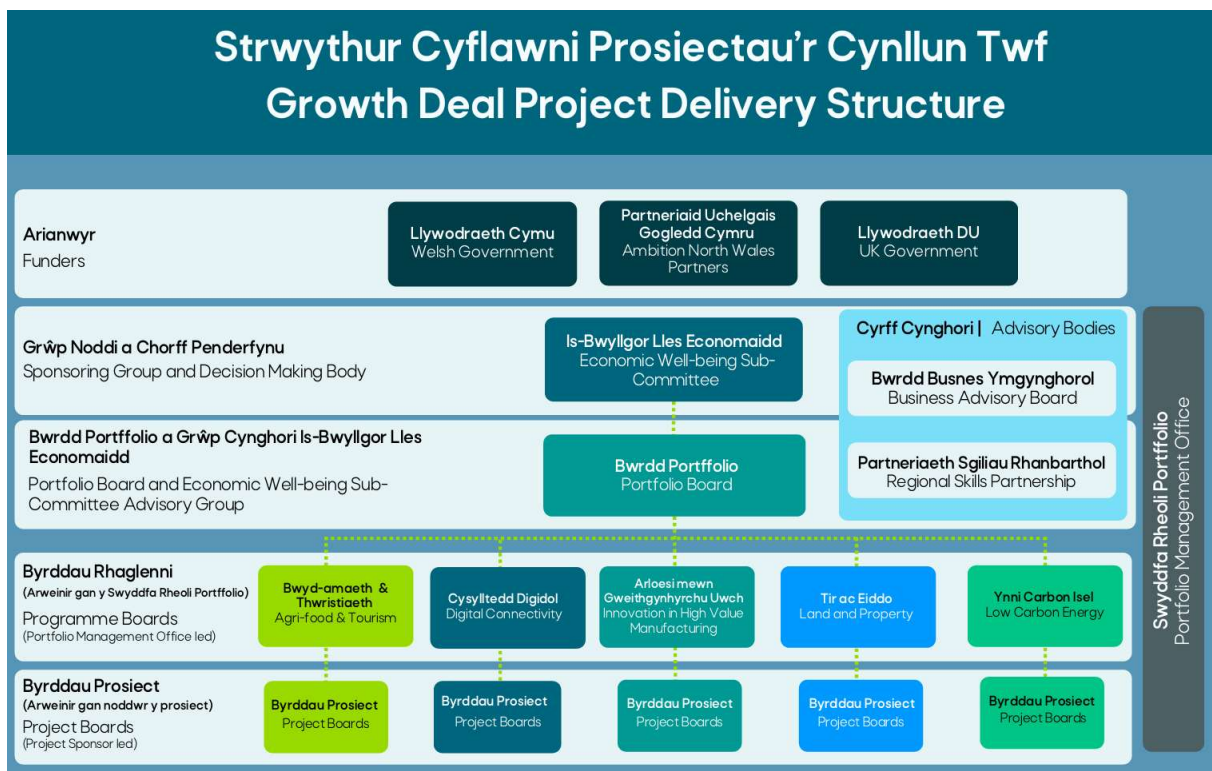 Strwythur Cyflawni Prosiectau’r Cynllun Twf
Growth Deal Project Delivery Structure
Arianwyr
Funders
Llywodraeth Cymu
Welsh Government
Partneriaid Uchelgais
Gogledd Cymru
Ambition North Wales
Partners
Llywodraeth DU
UK Government
Grŵp Noddi a Chorff Penderfynu
Sponsoring Group and Decision Making Body
Is-Bwyllgor Lles Economaidd
Economic Well-being Sub-
Committee
Cyrff Cynghori | Advisory Bodies
Bwrdd Busnes Ymgynghorol
Business Advisory Board
Bwrdd Portffolio a Grŵp Cynghori Is-Bwyllgor Lles
Economaidd
Portfolio Board and Economic Well-being Sub-
Committee Advisory Group
Bwrdd Portffolio
Portfolio Board
Partneriaeth Sgiliau Rhanbarthol
Regional Skills Partnership
Byrddau Rhaglenni
(Arweinir gan y Swyddfa Rheoli Portffolio)
Programme Boards
(Portfolio Management Office led)
Bwyd-amaeth &
Thwristiaeth
Agri-food & Tourism
Cysylltedd Digidol
Digital Connectivity
Arloesi mewn
Gweithgynhyrchu Uwch
Innovation in High Value
Manufacturing
Tir ac Eiddo
Land and Property
Ynni Carbon Isel
Low Carbon Energy
Byrddau Prosiect
(Arweinir gan noddwr y prosiect)
Project Boards
(Project Sponsor led)
Byrddau Prosiect
Project Boards
Byrddau Prosiect
Project Boards
Byrddau Prosiect
Project Boards
Byrddau Prosiect
Project Boards
Byrddau Prosiect
Project Boards
Swyddfa Rheoli Portffolio
Portfolio Management Office